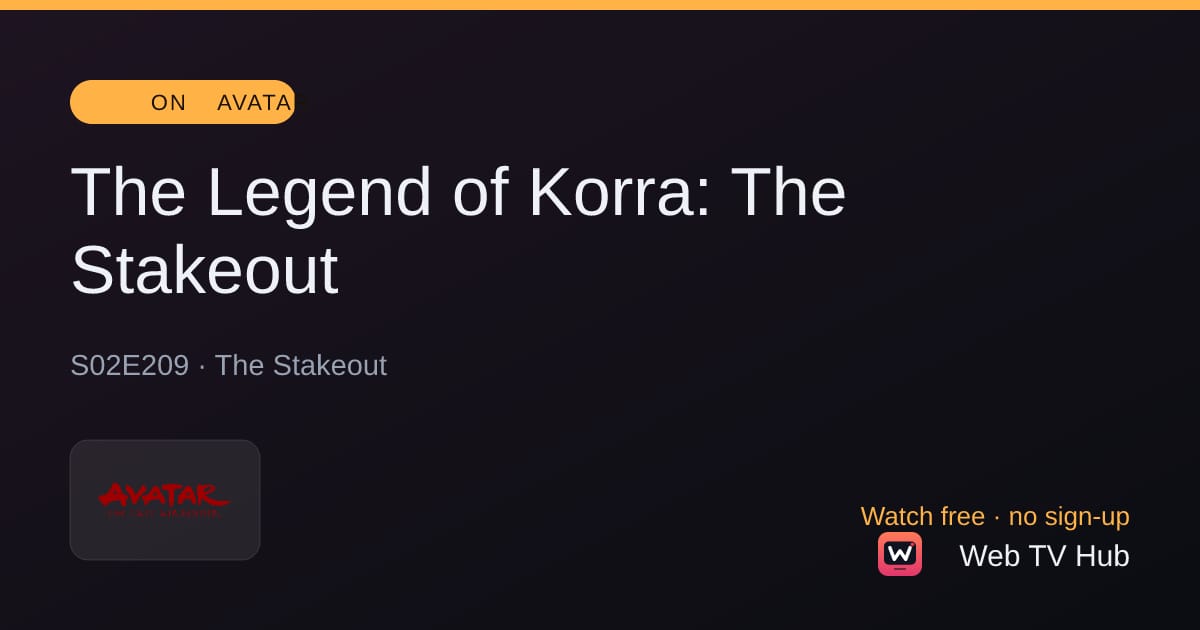 ON AVATA
The Legend of Korra: The
Stakeout
S02E209 · The Stakeout
AVATAR
Watch free · no sign-up
W Web TV Hub